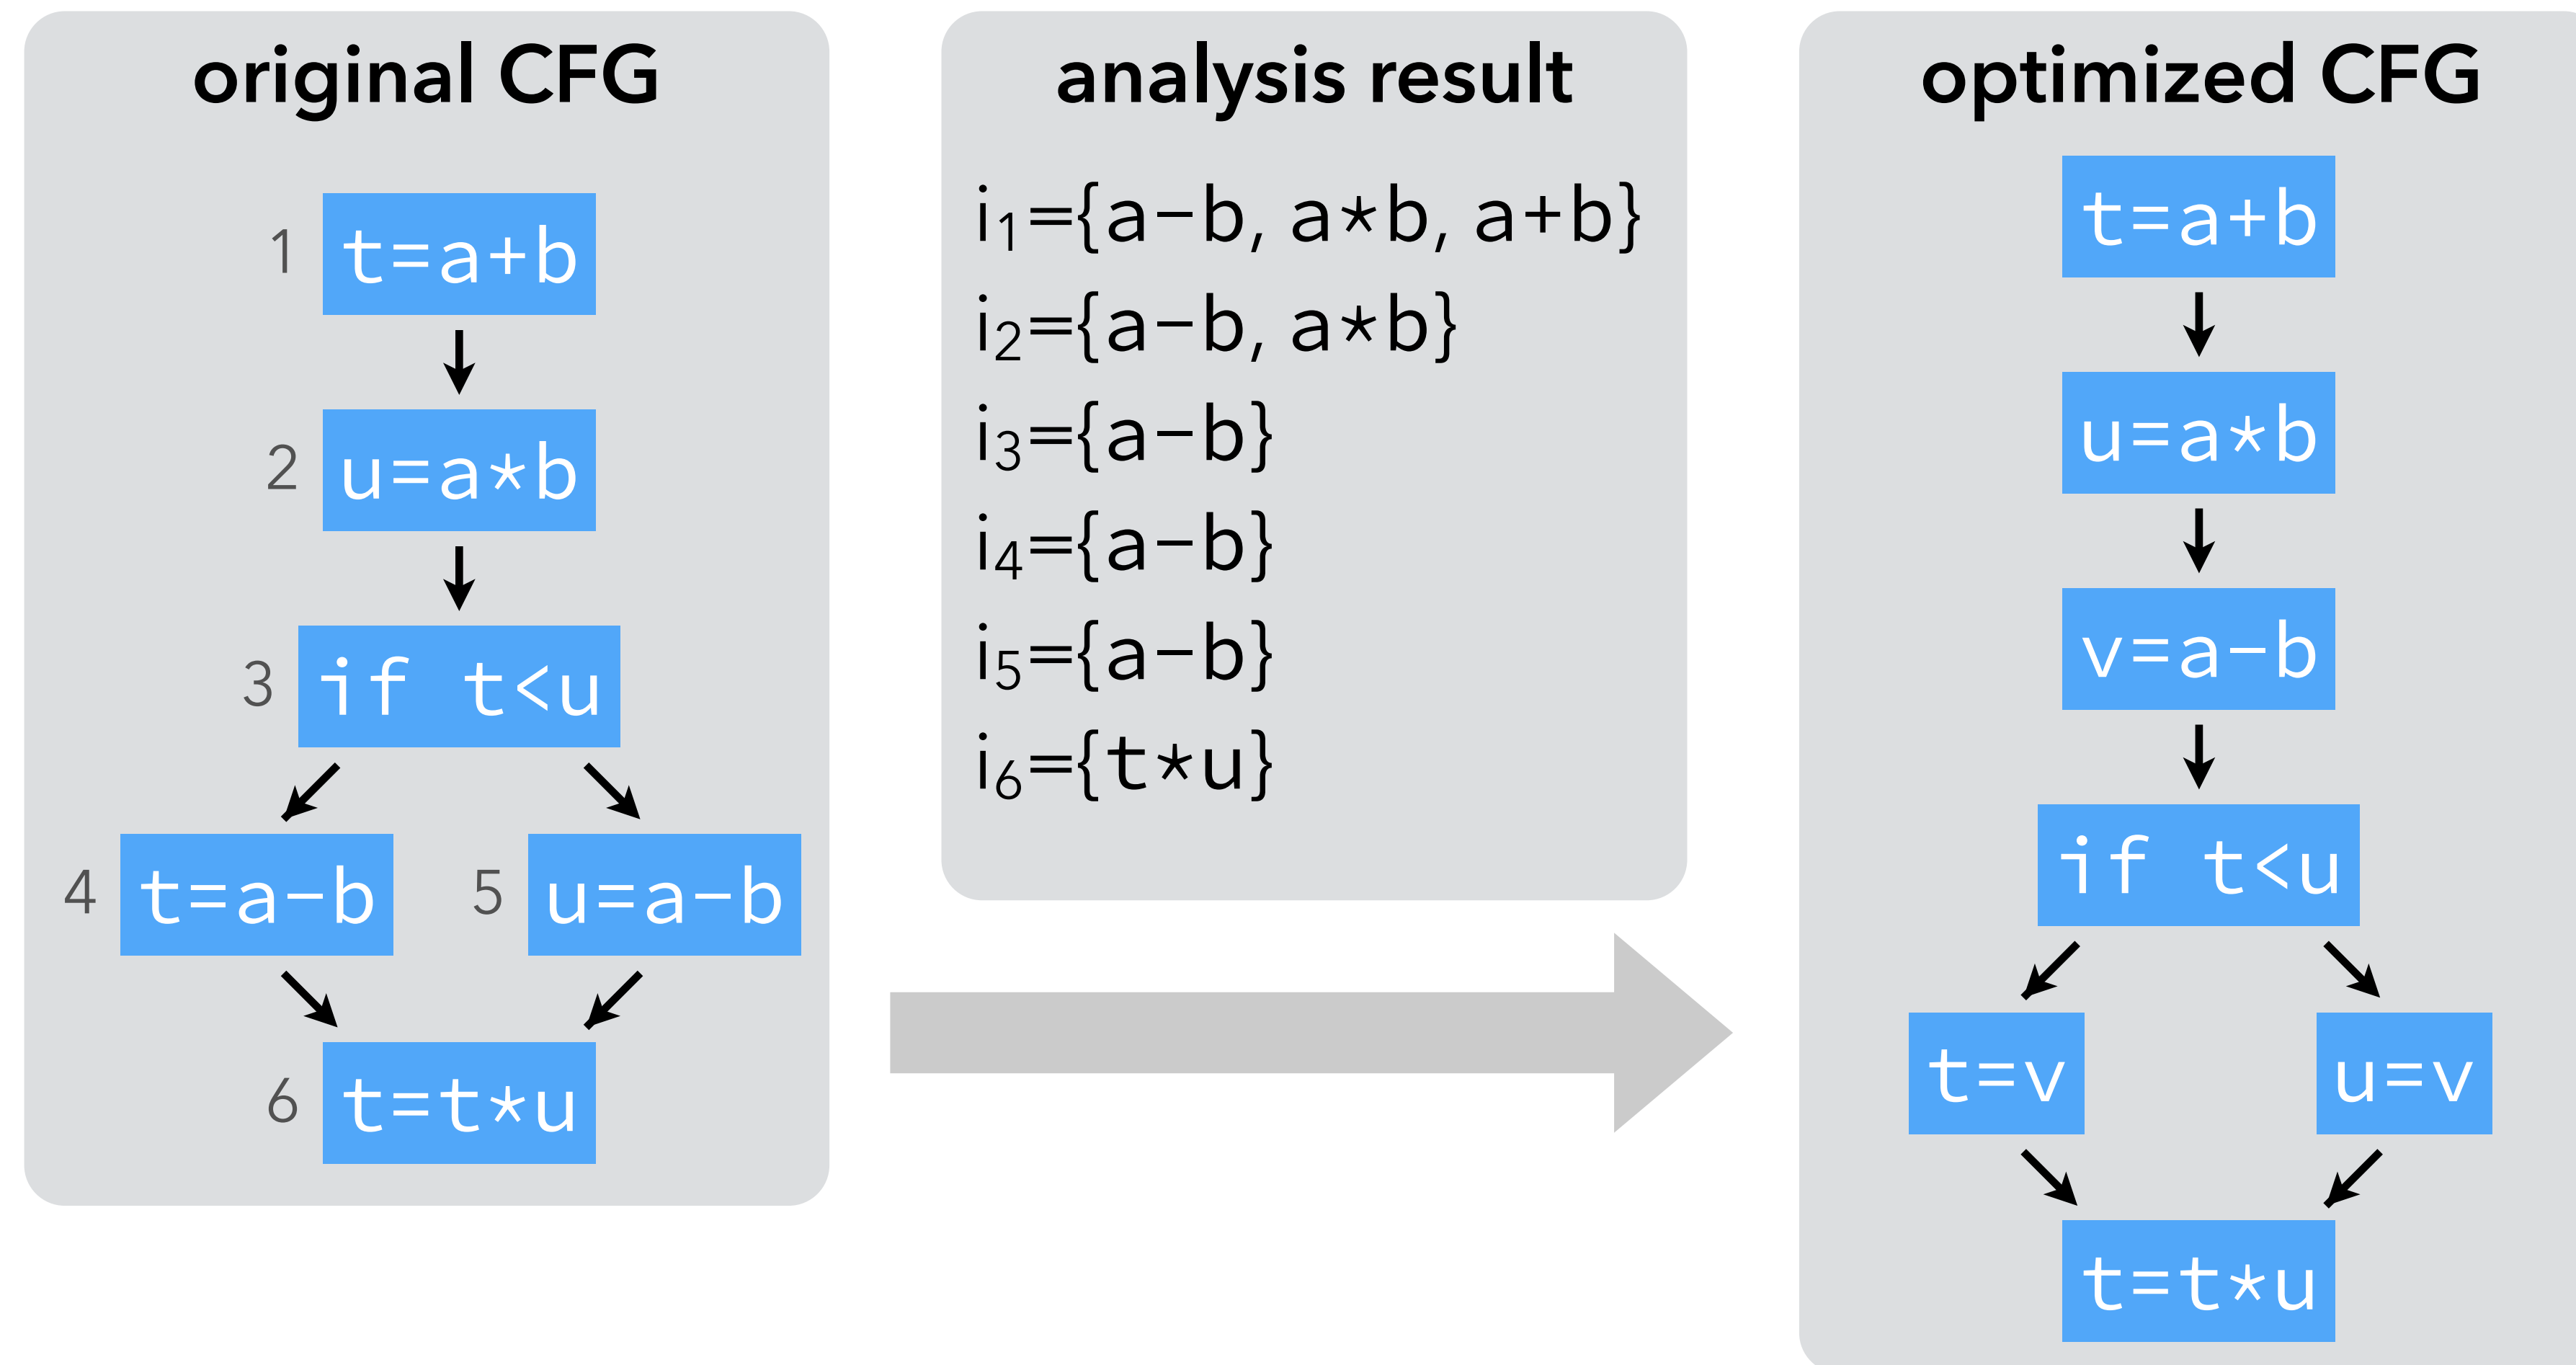 original CFG
1 t=a+b
2 u=a*b
3 if t<u
4 t=a-b 5 u=a-b
6 t=t*u
analysis result
i₁={a-b, a*b, a+b}
i₂={a-b, a*b}
i₃={a-b}
i₄={a-b}
i₅={a-b}
i₆={t*u}
optimized CFG
t=a+b
u=a*b
v=a-b
if t<u
t=v u=v
t=t*u